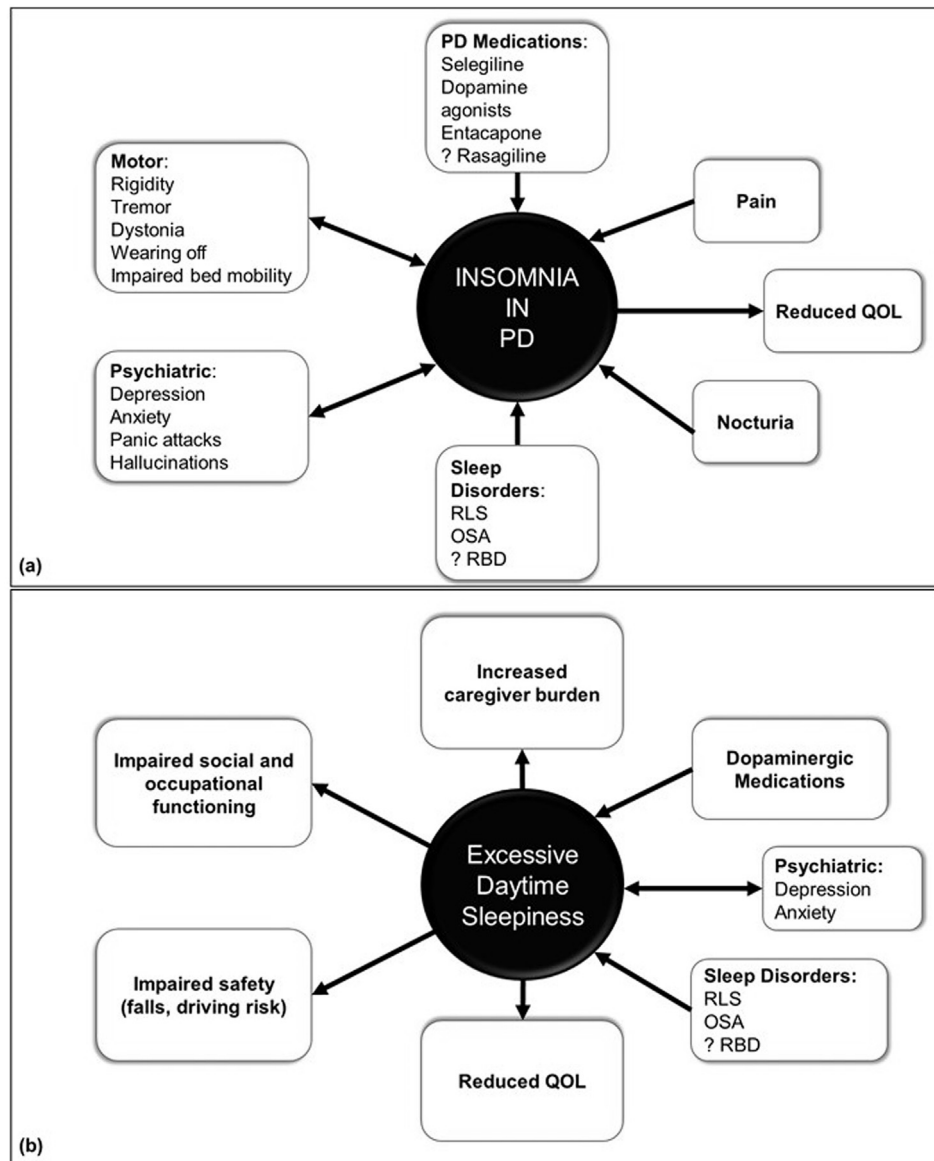 PD Medications:
Selegiline
Dopamine
agonists
Entacapone
? Rasagiline
Motor:
Rigidity
Tremor
Dystonia
Wearing off
Impaired bed mobility
Pain
INSOMNIA
IN
PD
Reduced QOL
Psychiatric:
Depression
Anxiety
Panic attacks
Hallucinations
Nocturia
Sleep
Disorders:
RLS
OSA
? RBD
(a)
Increased
caregiver burden
Impaired social and
occupational
functioning
Dopaminergic
Medications
Excessive
Daytime
Sleepiness
Psychiatric:
Depression
Anxiety
Impaired safety
(falls, driving risk)
Sleep Disorders:
RLS
OSA
? RBD
Reduced QOL
(b)